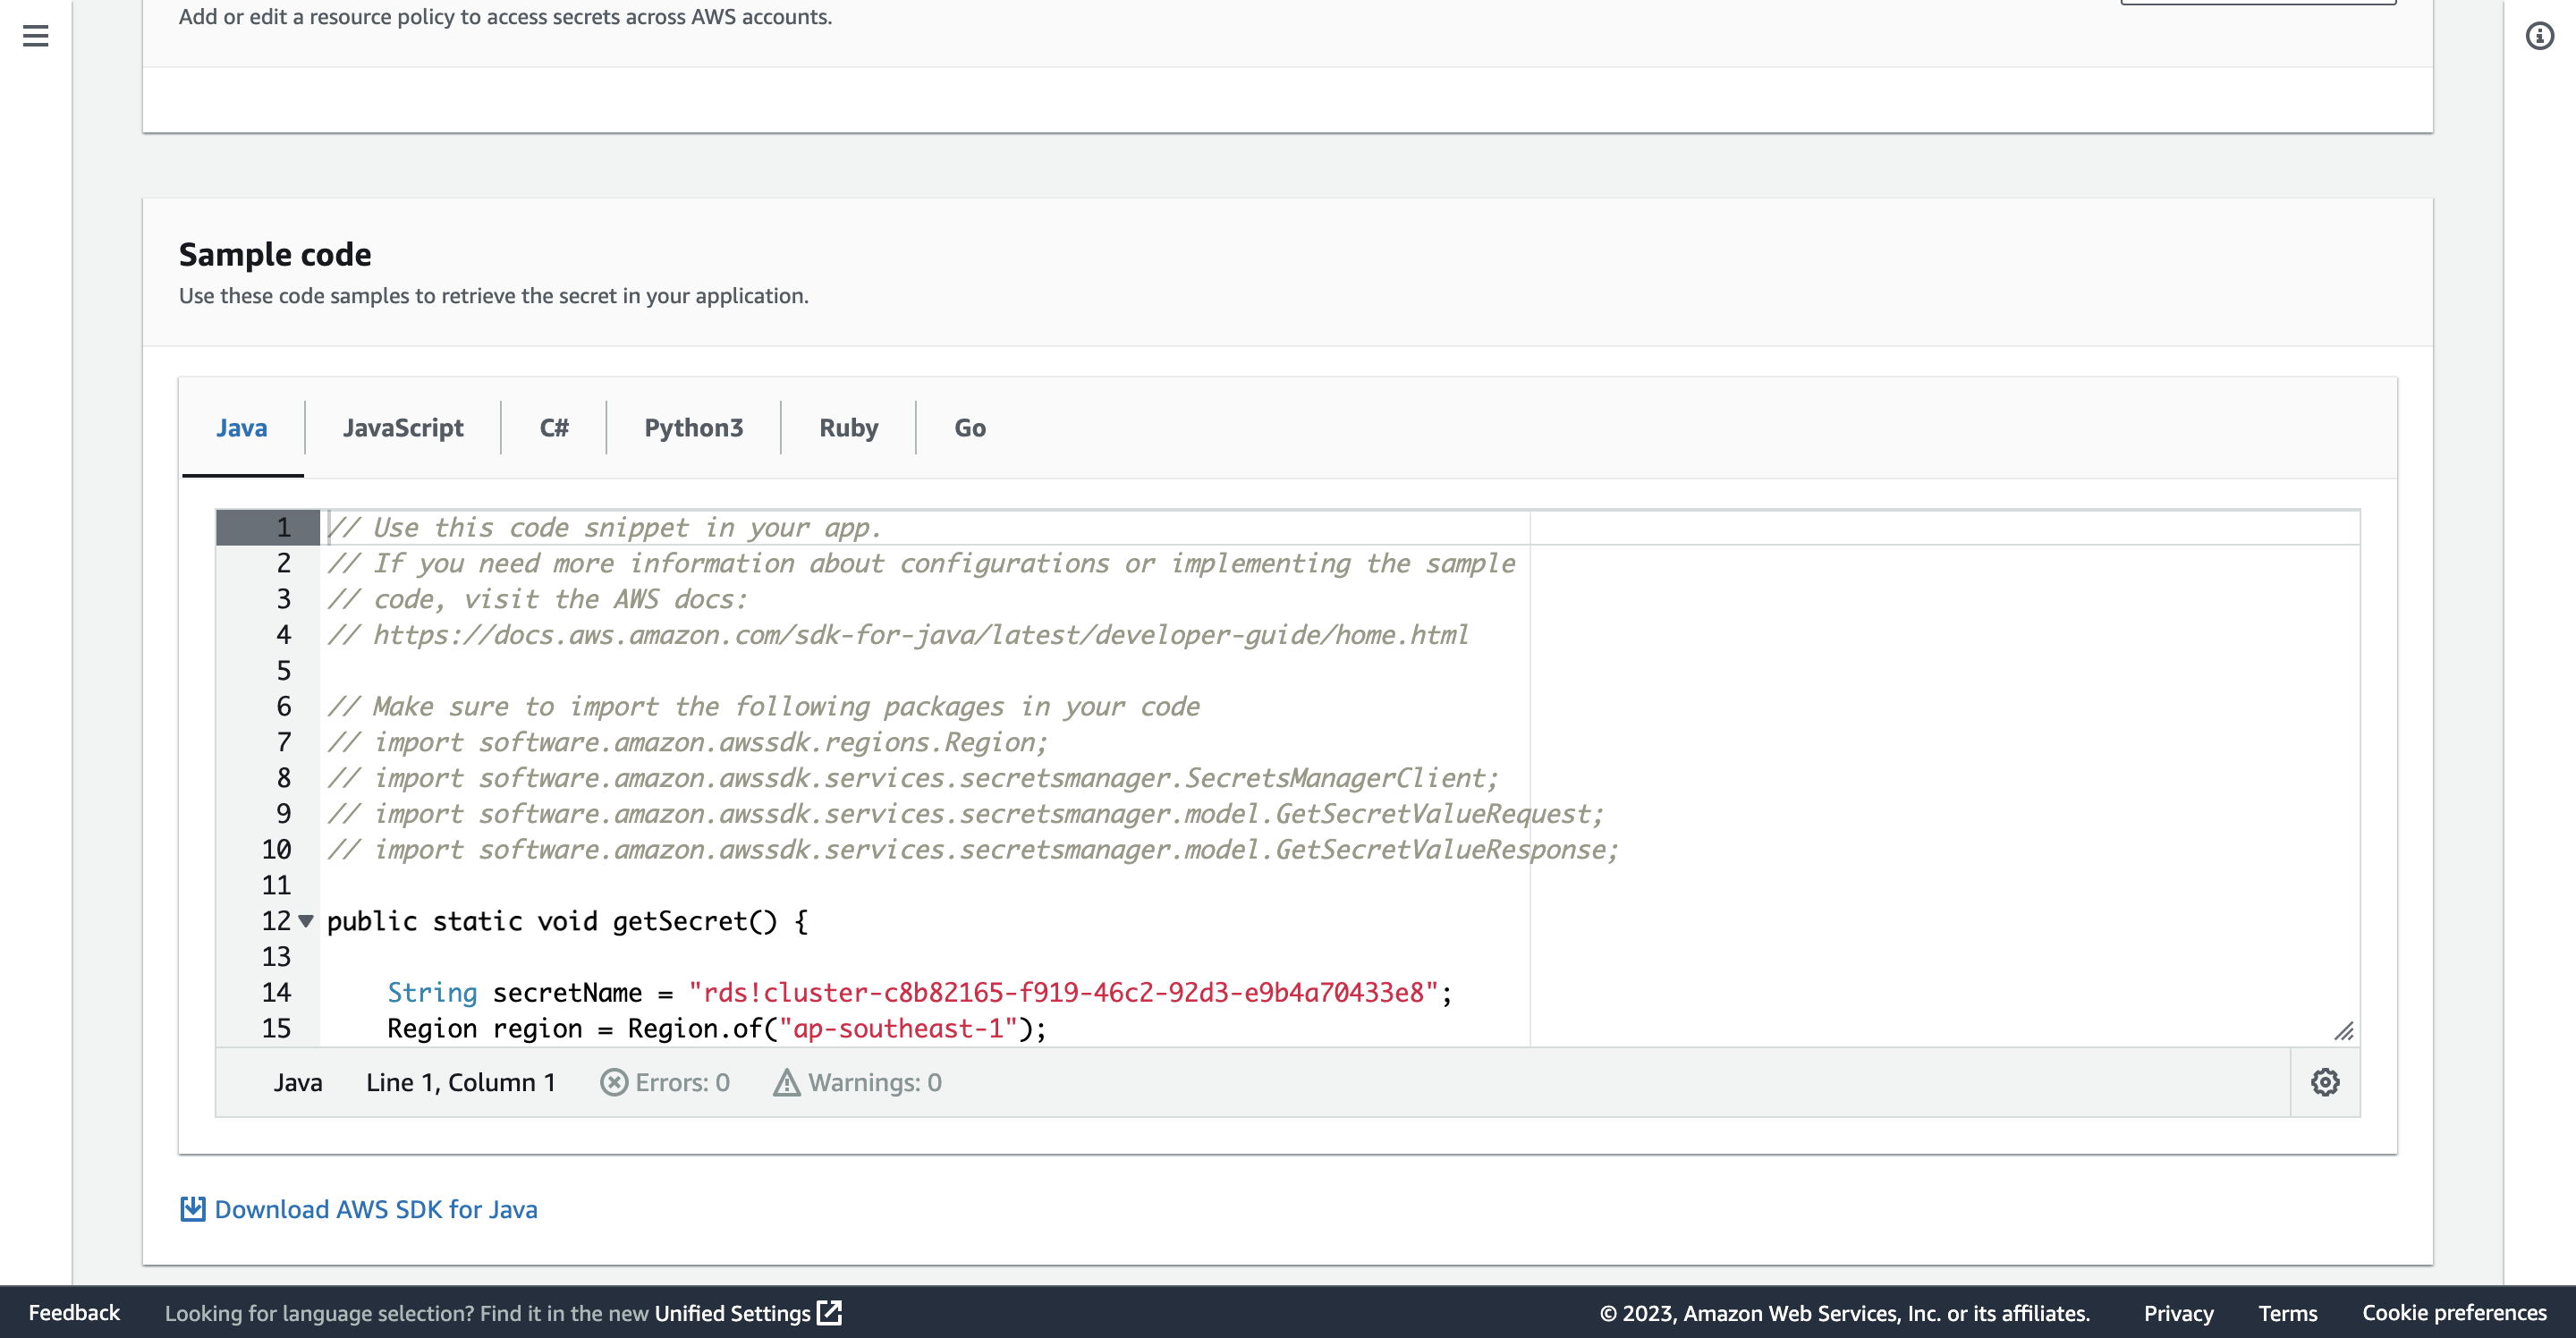 Add or edit a resource policy to access secrets across AWS accounts.
Sample code
Use these code samples to retrieve the secret in your application.
Java JavaScript C# Python3 Ruby Go
1 // Use this code snippet in your app.
2 // If you need more information about configurations or implementing the sample
3 // code, visit the AWS docs:
4 // https://docs.aws.amazon.com/sdk-for-java/latest/developer-guide/home.html
5
6 // Make sure to import the following packages in your code
7 // import software.amazon.awssdk.regions.Region;
8 // import software.amazon.awssdk.services.secretsmanager.SecretsManagerClient;
9 // import software.amazon.awssdk.services.secretsmanager.model.GetSecretValueRequest;
10 // import software.amazon.awssdk.services.secretsmanager.model.GetSecretValueResponse;
11
12 public static void getSecret() {
13
14     String secretName = "rds!cluster-c8b82165-f919-46c2-92d3-e9b4a70433e8";
15     Region region = Region.of("ap-southeast-1");
Java Line 1, Column 1 Errors: 0 Warnings: 0
Download AWS SDK for Java
Feedback Looking for language selection? Find it in the new Unified Settings © 2023, Amazon Web Services, Inc. or its affiliates. Privacy Terms Cookie preferences